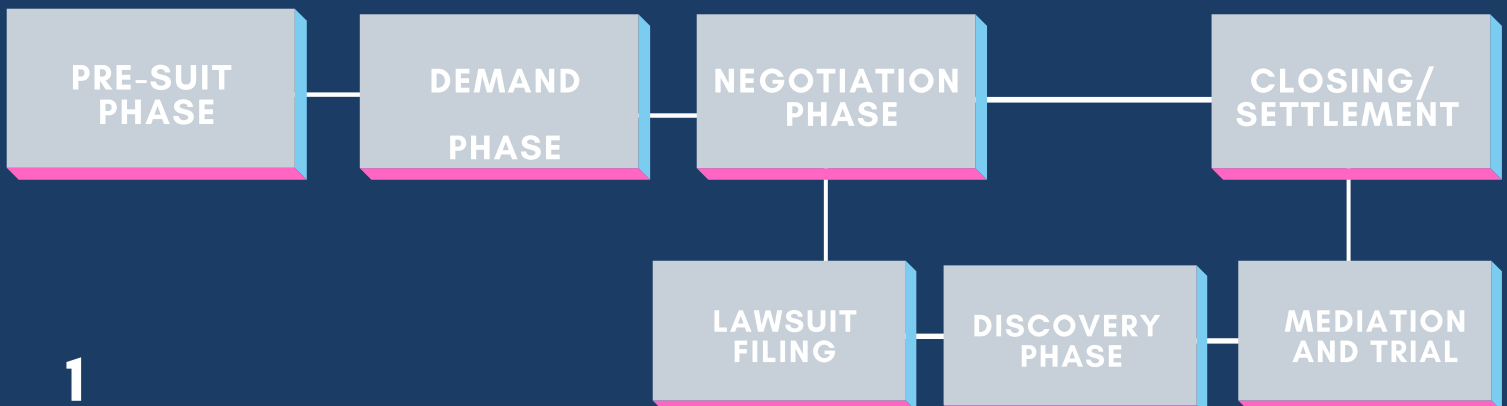 PRE-SUIT
PHASE
DEMAND
PHASE
NEGOTIATION
PHASE
CLOSING/
SETTLEMENT
LAWSUIT
FILING
DISCOVERY
PHASE
MEDIATION
AND TRIAL
1